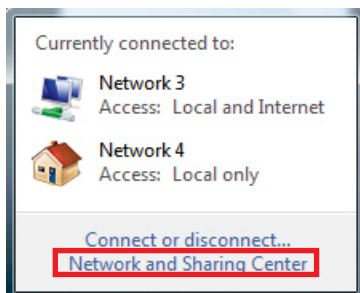 Currently connected to:
Network 3
Access: Local and Internet
Network 4
Access: Local only
Connect or disconnect...
Network and Sharing Center